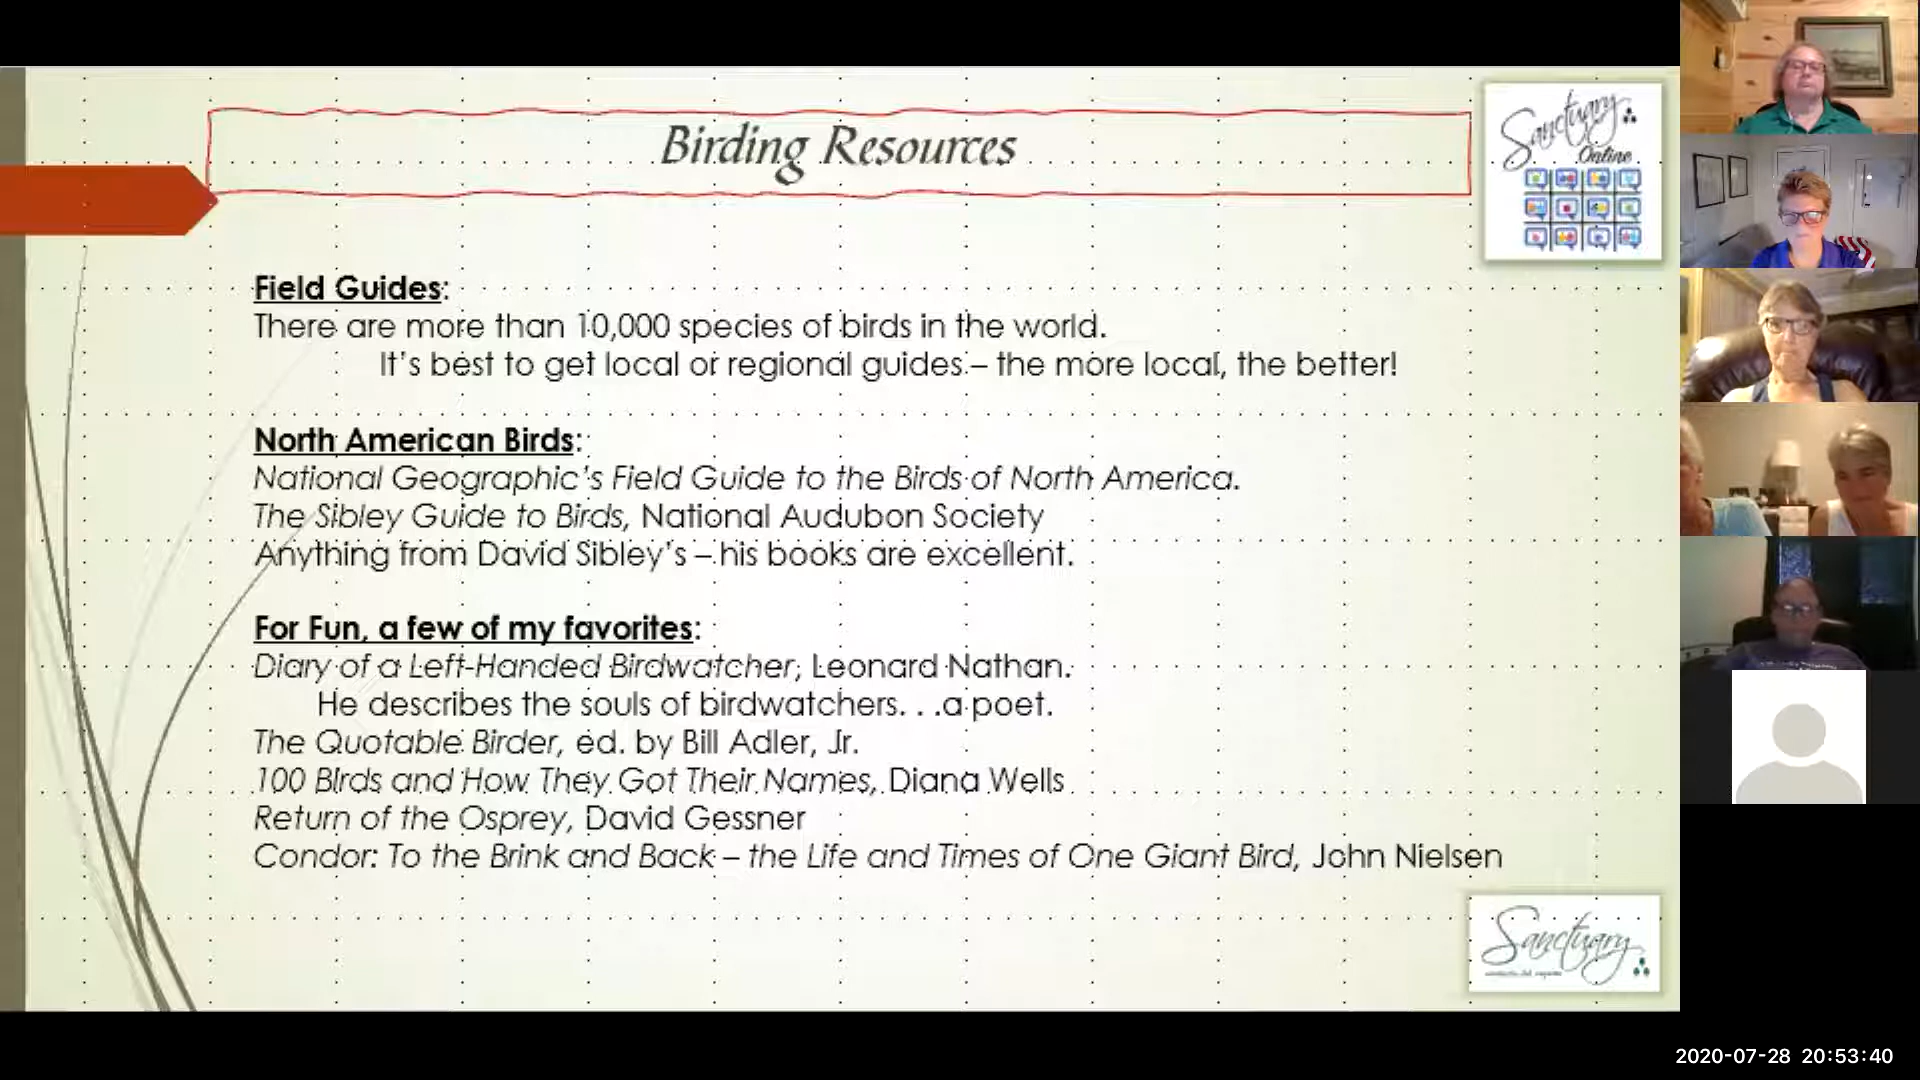 Birding Resources
Sanctuary
Online
Field Guides:
There are more than 10,000 species of birds in the world.
It's best to get local or regional guides – the more local, the better!
North American Birds:
National Geographic's Field Guide to the Birds of North America.
The Sibley Guide to Birds, National Audubon Society
Anything from David Sibley's – his books are excellent.
For Fun, a few of my favorites:
Diary of a Left-Handed Birdwatcher, Leonard Nathan.
He describes the souls of birdwatchers. . .a poet.
The Quotable Birder, ed. by Bill Adler, Jr.
100 Birds and How They Got Their Names, Diana Wells
Return of the Osprey, David Gessner
Condor: To the Brink and Back – the Life and Times of One Giant Bird, John Nielsen
Sanctuary
2020-07-28 20:53:40